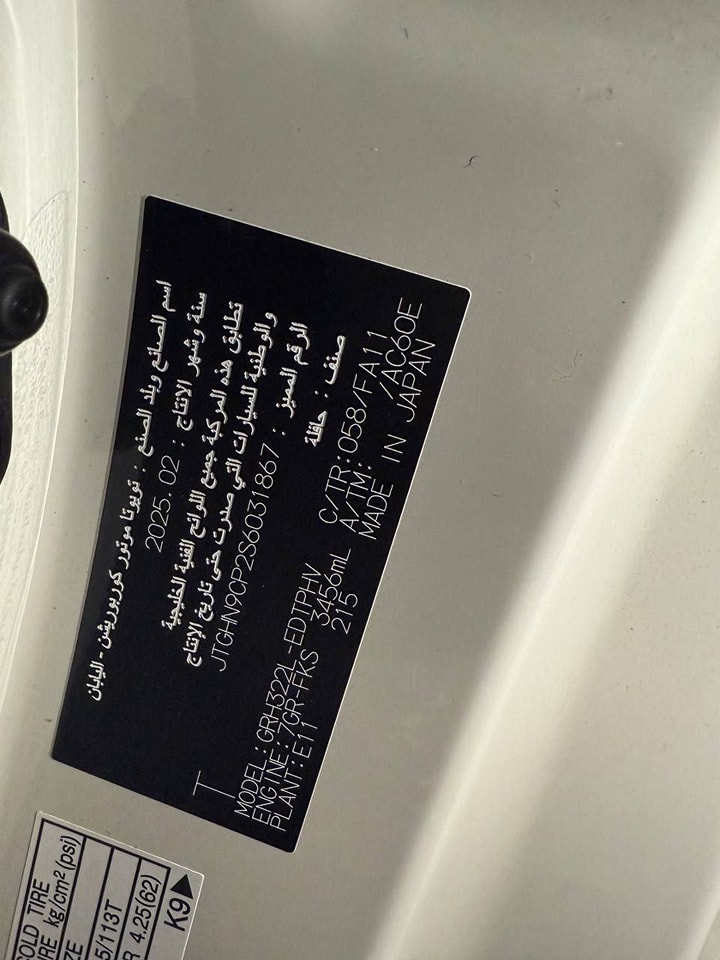 اسم الصانع وبلد الصنع : تويوتا موتور كوربوريشن - اليابان
سنة وشهر الانتاج : 2025.02
تطابق هذه المركبة جميع اللوائح الفنية الخليجية
والوطنية للسيارات التي صدرت حتى تاريخ الإنتاج
الرقم المميز : JTGHN9CP2S6031867
صنف : حافلة
T
MODEL:GRH322L-EDTPHV C/TR:058/FA11
ENGINE:7GR-FKS 3456mL A/TM: /AC60E
PLANT:E11 215 MADE IN JAPAN
OLD TIRE
kg/cm2(psi)
5/113T
R 4.25(62)
K9▶